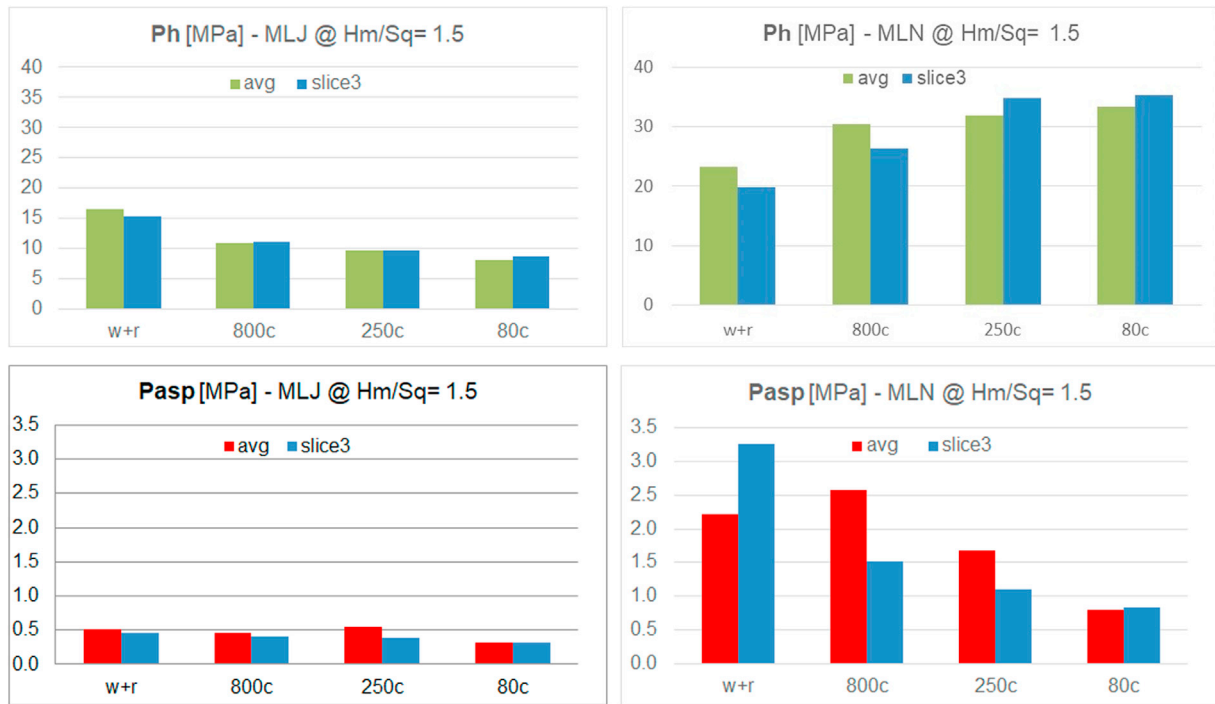 Ph [MPa] - MLJ @ Hm/Sq= 1.5
avg slice3
40
35
30
25
20
15
10
5
0
w+r 800c 250c 80c
Ph [MPa] - MLN @ Hm/Sq= 1.5
avg slice3
40
30
20
10
0
w+r 800c 250c 80c
Pasp [MPa] - MLJ @ Hm/Sq= 1.5
3.5
avg slice3
3.0
2.5
2.0
1.5
1.0
0.5
0.0
w+r 800c 250c 80c
Pasp [MPa] - MLN @ Hm/Sq= 1.5
3.5
avg slice3
3.0
2.5
2.0
1.5
1.0
0.5
0.0
w+r 800c 250c 80c